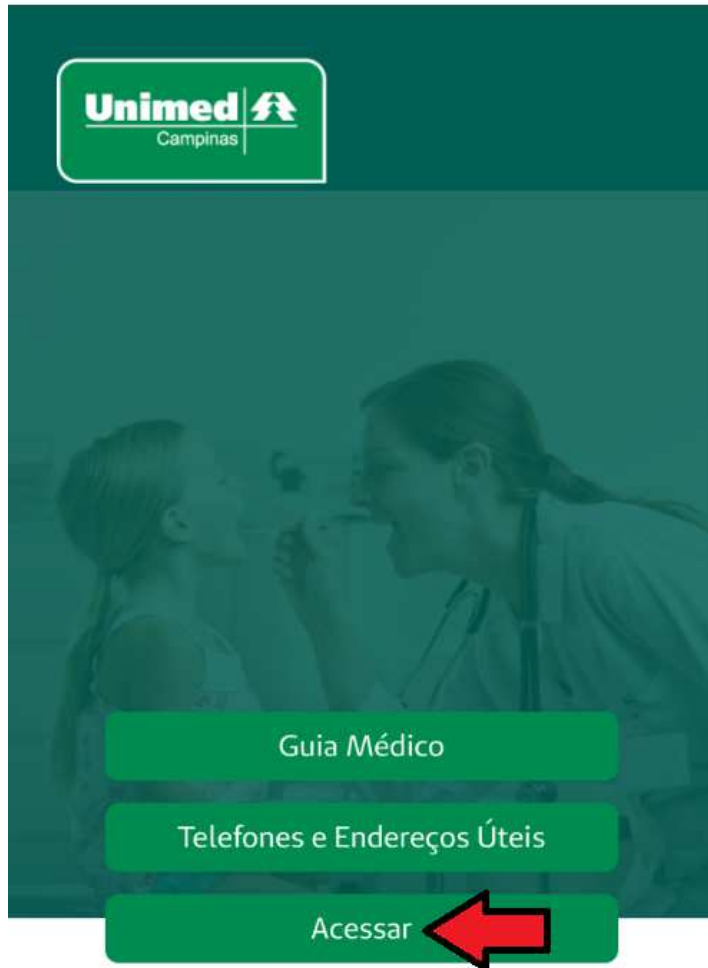 Unimed
Campinas
Guia Médico
Telefones e Endereços Úteis
Acessar